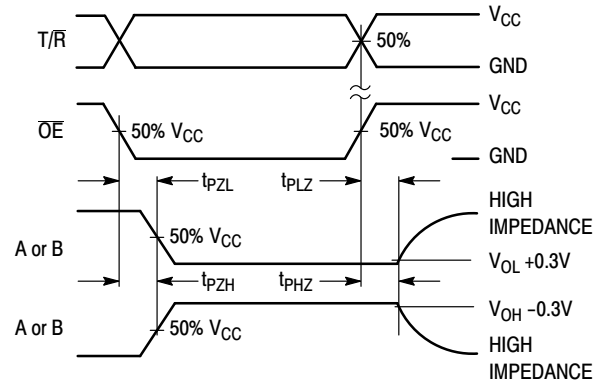 V_CC
T/R̅
50%
GND
V_CC
O̅E̅
50% V_CC
50% V_CC
GND
t_PZL
t_PLZ
HIGH
IMPEDANCE
A or B
50% V_CC
V_OL +0.3V
t_PZH
t_PHZ
V_OH −0.3V
A or B
50% V_CC
HIGH
IMPEDANCE